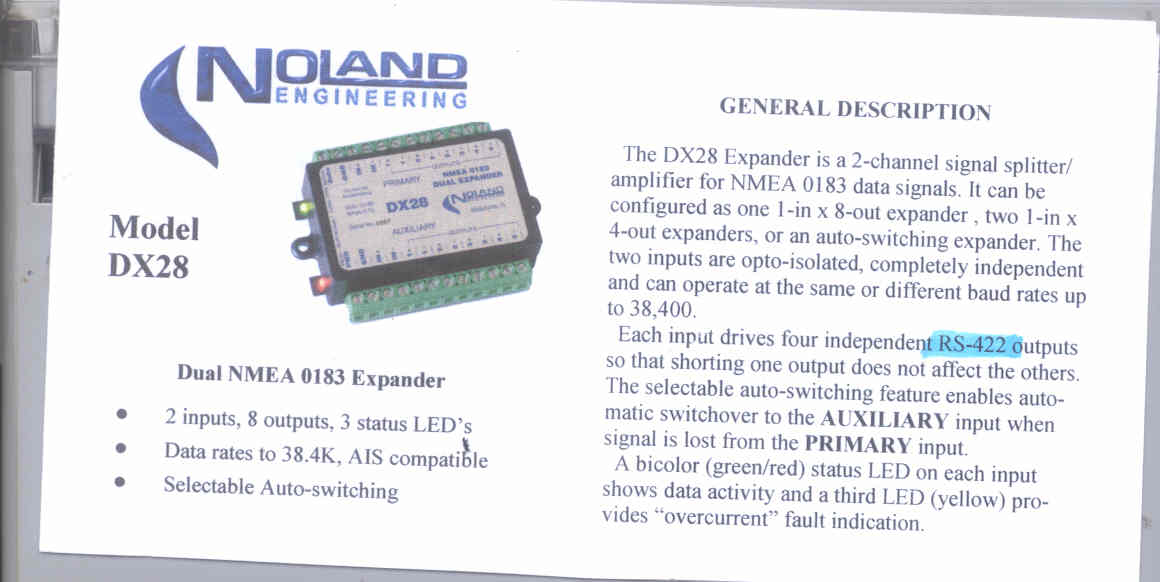 NOLAND
ENGINEERING
Model
DX28
PRIMARY
OUTPUTS
NMEA 0183
DUAL EXPANDER
DX28
NOLAND
AUXILIARY
OUTPUTS
Dual NMEA 0183 Expander
• 2 inputs, 8 outputs, 3 status LED's
• Data rates to 38.4K, AIS compatible
• Selectable Auto-switching
GENERAL DESCRIPTION
The DX28 Expander is a 2-channel signal splitter/
amplifier for NMEA 0183 data signals. It can be
configured as one 1-in x 8-out expander , two 1-in x
4-out expanders, or an auto-switching expander. The
two inputs are opto-isolated, completely independent
and can operate at the same or different baud rates up
to 38,400.
Each input drives four independent RS-422 outputs
so that shorting one output does not affect the others.
The selectable auto-switching feature enables auto-
matic switchover to the AUXILIARY input when
signal is lost from the PRIMARY input.
A bicolor (green/red) status LED on each input
shows data activity and a third LED (yellow) pro-
vides "overcurrent" fault indication.